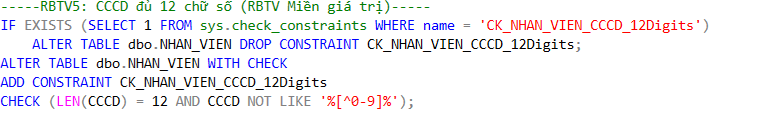 -----RBTV5: CCCD đủ 12 chữ số (RBTV Miền giá trị)-----
IF EXISTS (SELECT 1 FROM sys.check_constraints WHERE name = 'CK_NHAN_VIEN_CCCD_12Digits')
    ALTER TABLE dbo.NHAN_VIEN DROP CONSTRAINT CK_NHAN_VIEN_CCCD_12Digits;
ALTER TABLE dbo.NHAN_VIEN WITH CHECK
ADD CONSTRAINT CK_NHAN_VIEN_CCCD_12Digits
CHECK (LEN(CCCD) = 12 AND CCCD NOT LIKE '%[^0-9]%');